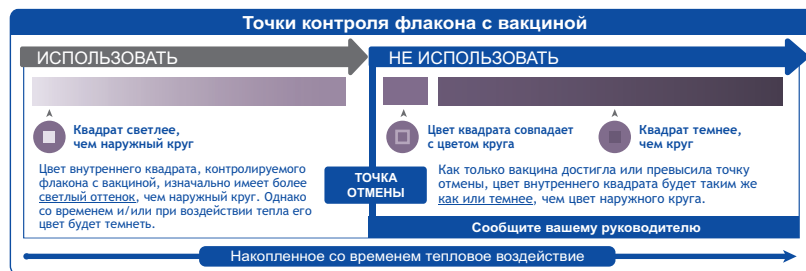 Точки контроля флакона с вакциной
ИСПОЛЬЗОВАТЬ
НЕ ИСПОЛЬЗОВАТЬ
Квадрат светлее,
чем наружный круг
Цвет квадрата совпадает
с цветом круга
Квадрат темнее,
чем круг
Цвет внутреннего квадрата, контролируемого
флакона с вакциной, изначально имеет более
светлый оттенок, чем наружный круг. Однако
со временем и/или при воздействии тепла его
цвет будет темнеть.
ТОЧКА
ОТМЕНЫ
Как только вакцина достигла или превысила точку
отмены, цвет внутреннего квадрата будет таким же
как или темнее, чем цвет наружного круга.
Сообщите вашему руководителю
Накопленное со временем тепловое воздействие